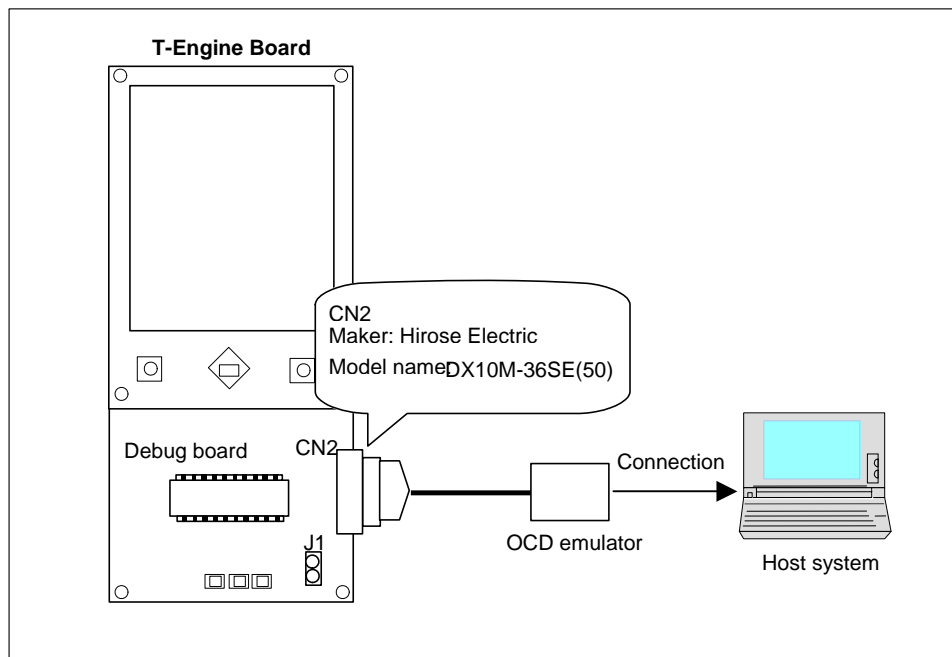 T-Engine Board
CN2
Maker: Hirose Electric
Model name: DX10M-36SE(50)
Debug board
CN2
J1
Connection
OCD emulator
Host system